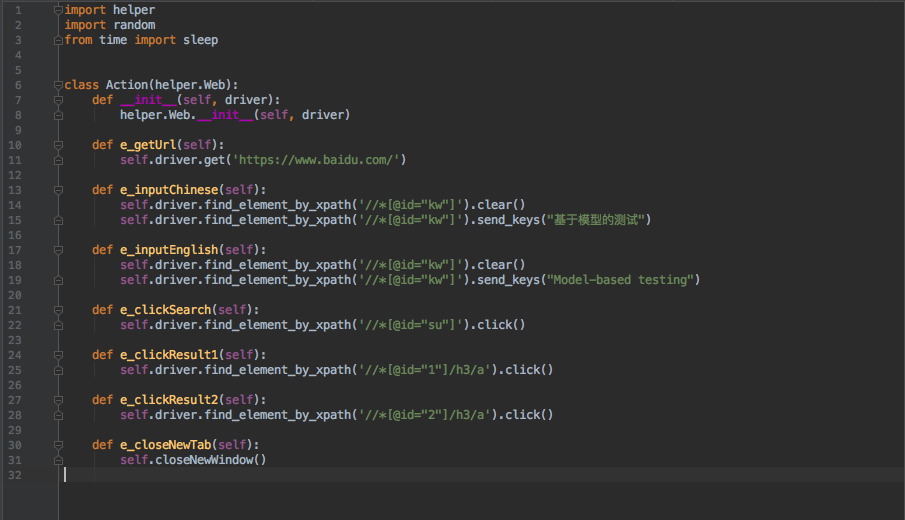 1 import helper
2 import random
3 from time import sleep
4
5
6 class Action(helper.Web):
7     def __init__(self, driver):
8         helper.Web.__init__(self, driver)
9
10     def e_getUrl(self):
11         self.driver.get('https://www.baidu.com/')
12
13     def e_inputChinese(self):
14         self.driver.find_element_by_xpath('//*[@id="kw"]').clear()
15         self.driver.find_element_by_xpath('//*[@id="kw"]').send_keys("基于模型的测试")
16
17     def e_inputEnglish(self):
18         self.driver.find_element_by_xpath('//*[@id="kw"]').clear()
19         self.driver.find_element_by_xpath('//*[@id="kw"]').send_keys("Model-based testing")
20
21     def e_clickSearch(self):
22         self.driver.find_element_by_xpath('//*[@id="su"]').click()
23
24     def e_clickResult1(self):
25         self.driver.find_element_by_xpath('//*[@id="1"]/h3/a').click()
26
27     def e_clickResult2(self):
28         self.driver.find_element_by_xpath('//*[@id="2"]/h3/a').click()
29
30     def e_closeNewTab(self):
31         self.closeNewWindow()
32